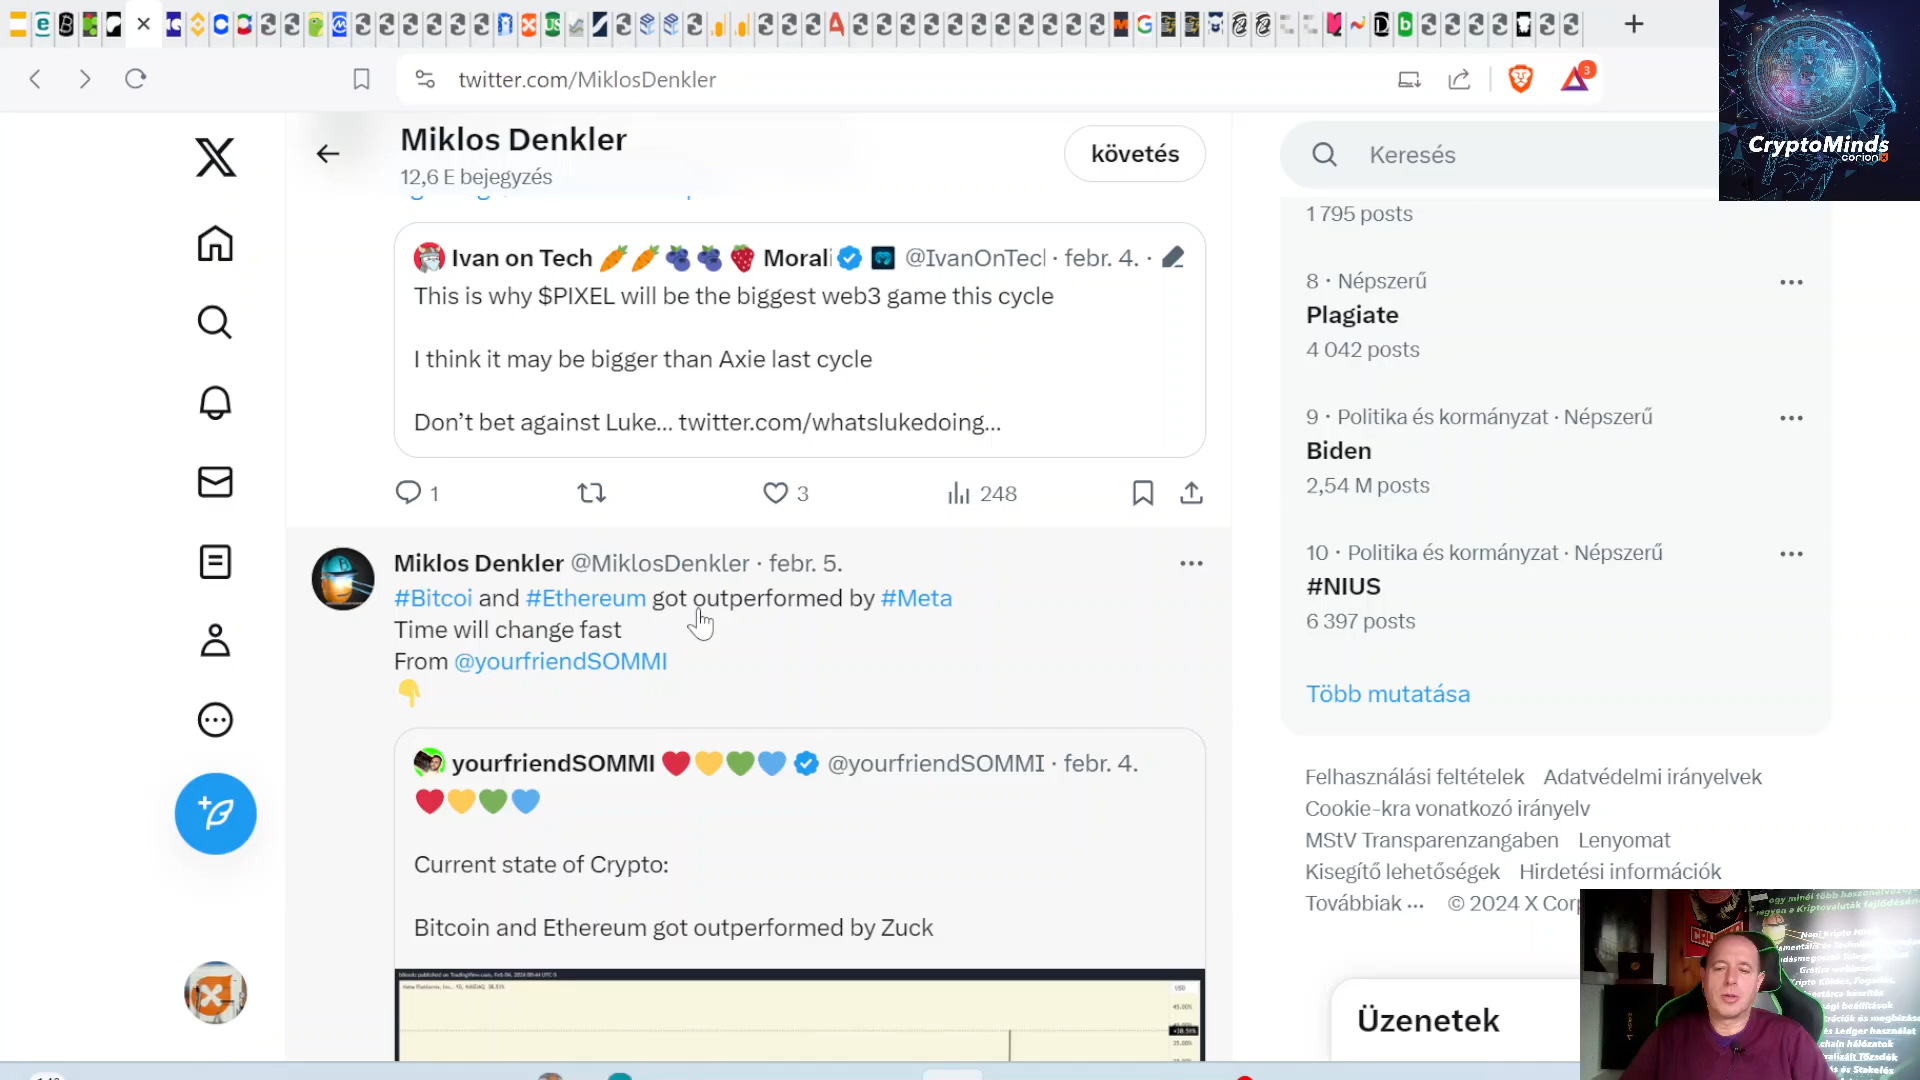 twitter.com/MiklosDenkler
3
CryptoMinds
corion
Miklos Denkler
12,6 E bejegyzés
követés
Keresés
1 795 posts
Ivan on Tech Morali @IvanOnTecl · febr. 4. ·
This is why $PIXEL will be the biggest web3 game this cycle
I think it may be bigger than Axie last cycle
Don’t bet against Luke... twitter.com/whatslukedoing...
1
3
248
8 · Népszerű
Plagiate
4 042 posts
9 · Politika és kormányzat · Népszerű
Biden
2,54 M posts
10 · Politika és kormányzat · Népszerű
#NIUS
6 397 posts
Több mutatása
Miklos Denkler @MiklosDenkler · febr. 5.
#Bitcoi and #Ethereum got outperformed by #Meta
Time will change fast
From @yourfriendSOMMI
yourfriendSOMMI @yourfriendSOMMI · febr. 4.
Current state of Crypto:
Bitcoin and Ethereum got outperformed by Zuck
USD
Felhasználási feltételek Adatvédelmi irányelvek
Cookie-kra vonatkozó irányelv
MStV Transparenzangaben Lenyomat
Kisegítő lehetőségek Hirdetési információk
Továbbiak ··· © 2024 X Corp
Üzenetek